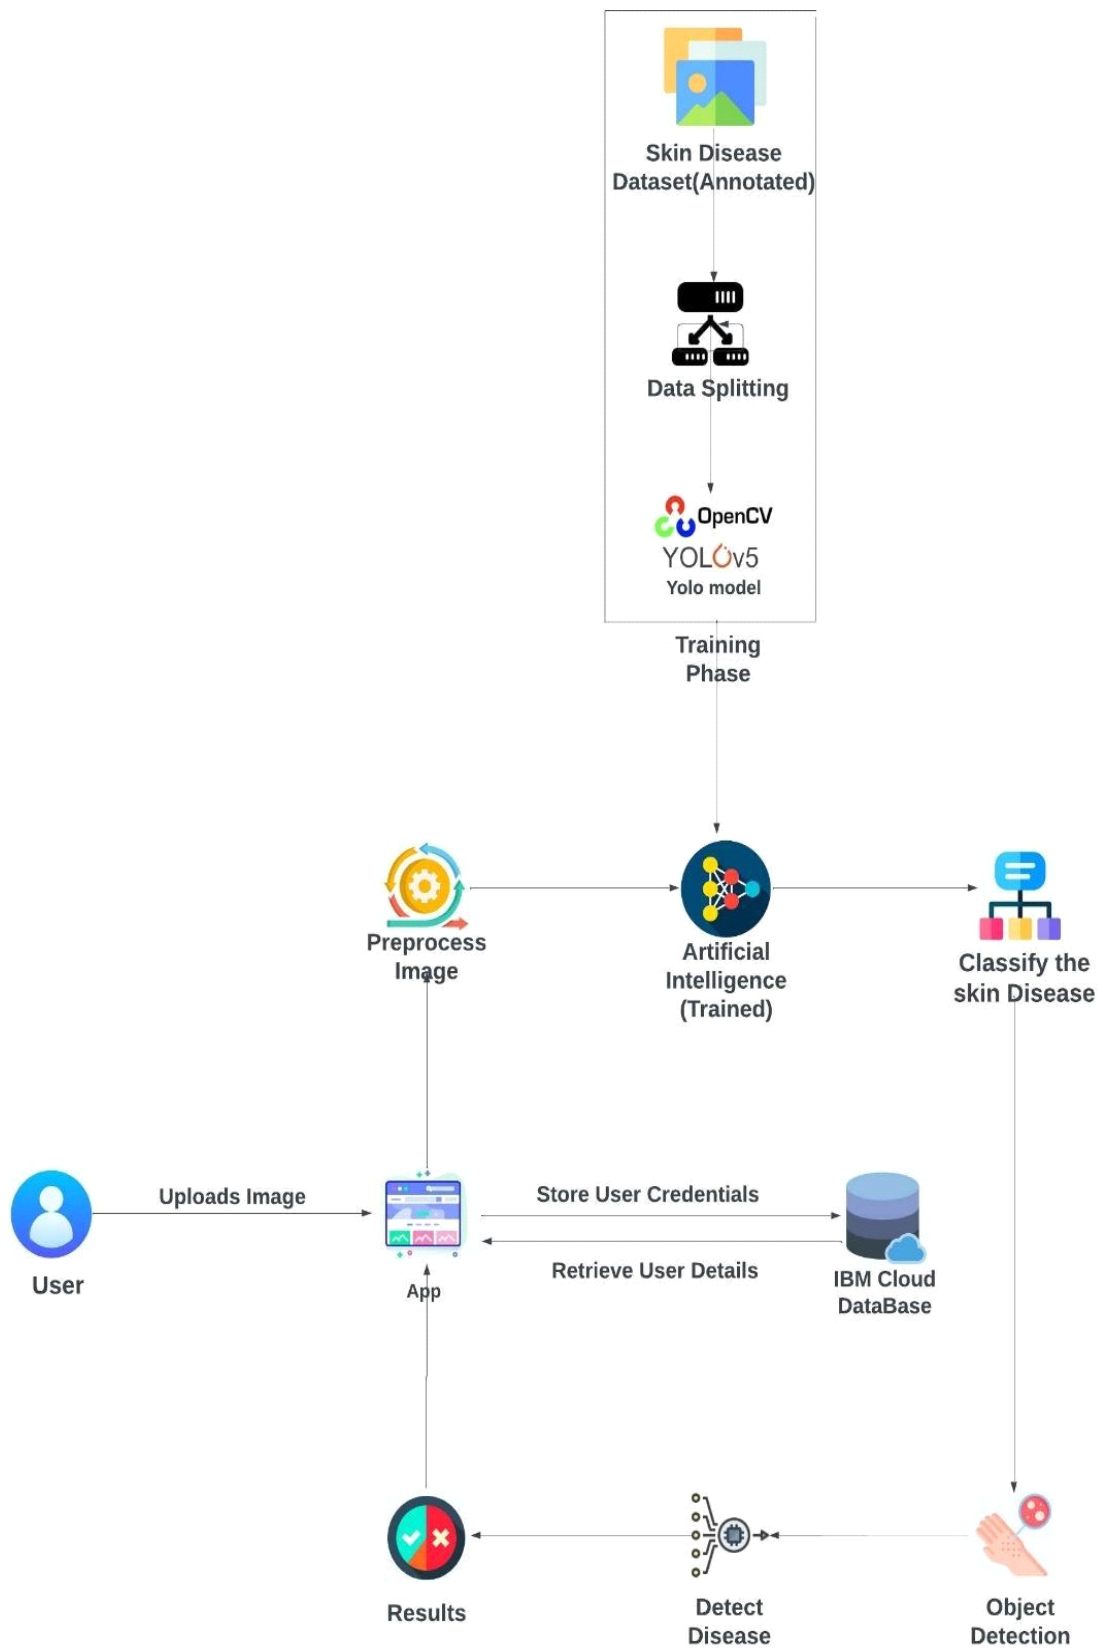 Skin Disease
Dataset(Annotated)
Data Splitting
OpenCV
YOLOv5
Yolo model
Training
Phase
Preprocess
Image
Artificial
Intelligence
(Trained)
Classify the
skin Disease
Uploads Image
User
App
Store User Credentials
Retrieve User Details
IBM Cloud
DataBase
Results
Detect
Disease
Object
Detection